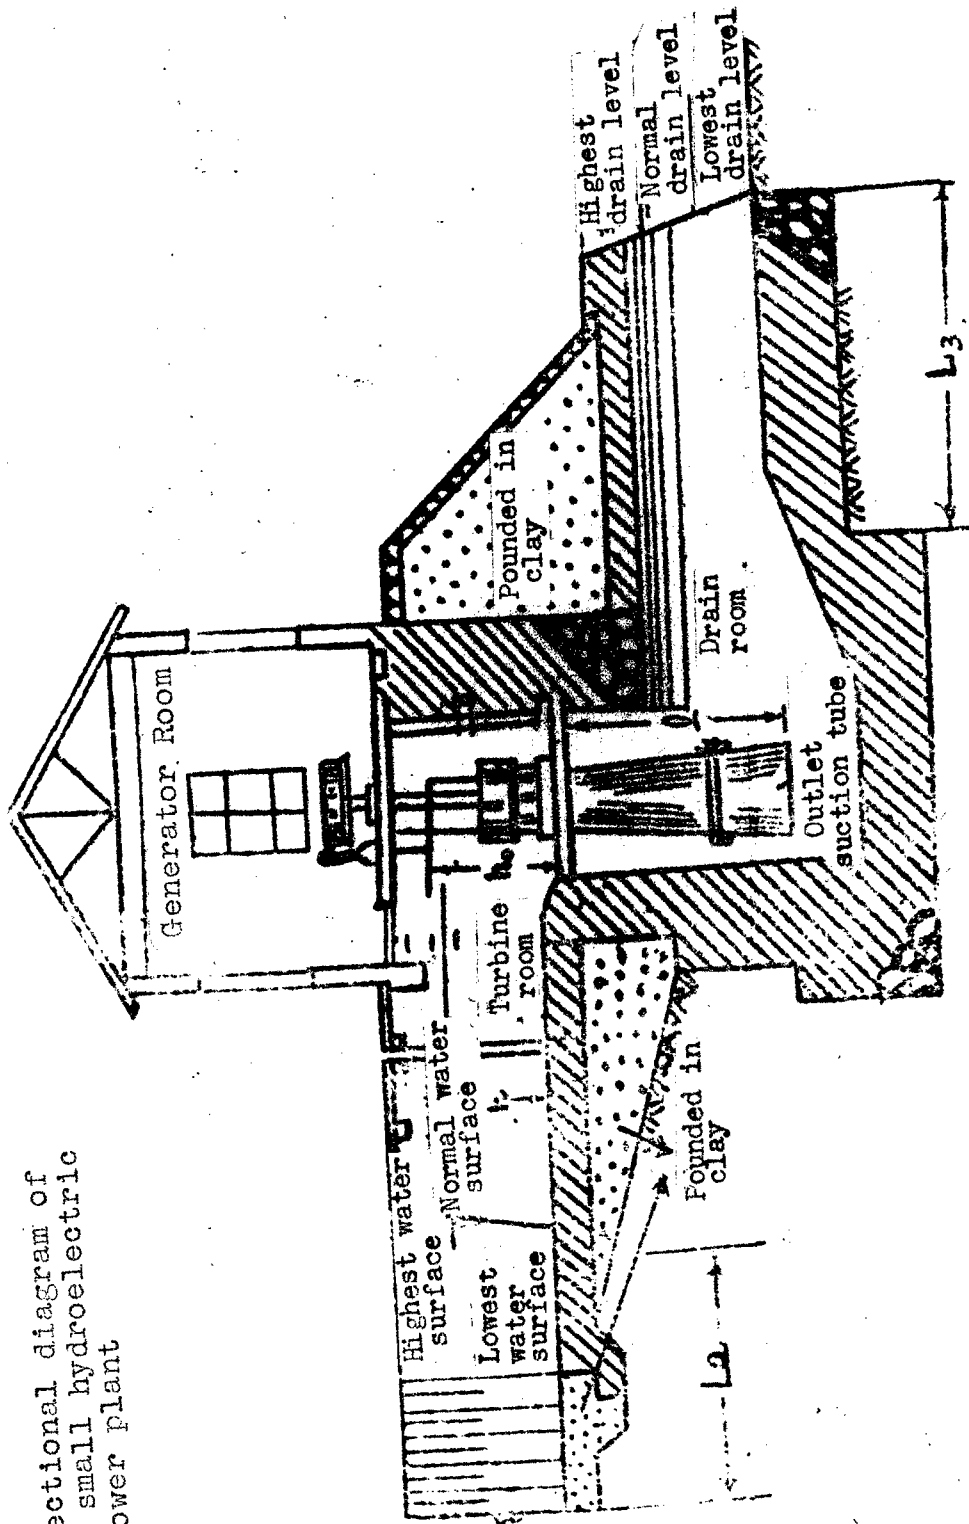 ectional diagram of
small hydroelectric
ower plant
Generator Room
Highest water
surface
Normal water
surface
Lowest
water
surface
Turbine
room
h₀
Pounded in
clay
Pounded in
clay
Outlet
suction tube
Drain
room
Highest
drain level
Normal
drain level
Lowest
drain level
L₂
L₃